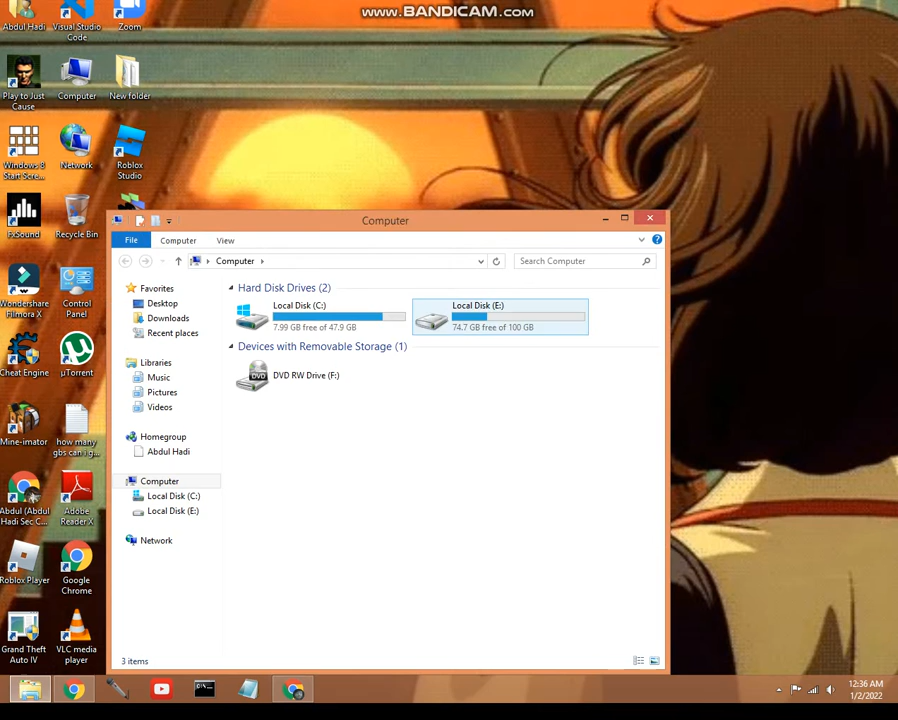 www.BANDICAM.com
Abdul Hadi
Visual Studio
Code
Zoom
Play to Just
Cause
Computer
New folder
Windows 8
Start Scre...
Network
Roblox
Studio
FxSound
Recycle Bin
Wondershare
Filmora X
Control
Panel
Cheat Engine
µTorrent
Mine-imator
how many
gbs can i g...
Abdul (Abdul
Hadi Sec C...
Adobe
Reader X
Roblox Player
Google
Chrome
Grand Theft
Auto IV
VLC media
player
Computer
File
Computer
View
Computer
Search Computer
Favorites
Desktop
Downloads
Recent places
Libraries
Music
Pictures
Videos
Homegroup
Abdul Hadi
Computer
Local Disk (C:)
Local Disk (E:)
Network
Hard Disk Drives (2)
Local Disk (C:)
7.99 GB free of 47.9 GB
Local Disk (E:)
74.7 GB free of 100 GB
Devices with Removable Storage (1)
DVD
DVD RW Drive (F:)
3 items
12:36 AM
1/2/2022